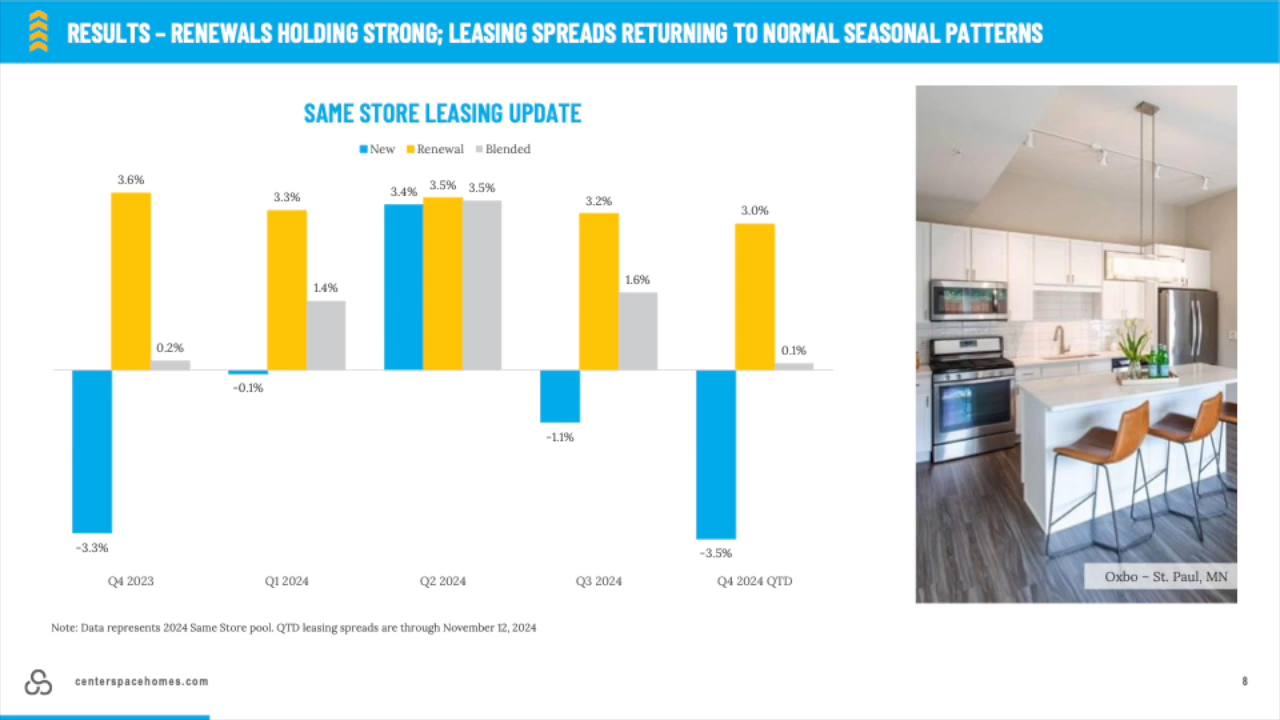 RESULTS – RENEWALS HOLDING STRONG; LEASING SPREADS RETURNING TO NORMAL SEASONAL PATTERNS
SAME STORE LEASING UPDATE
New Renewal Blended
3.6%
0.2%
-3.3%
3.3%
1.4%
-0.1%
3.4%
3.5%
3.5%
3.2%
1.6%
-1.1%
3.0%
0.1%
-3.5%
Q4 2023 Q1 2024 Q2 2024 Q3 2024 Q4 2024 QTD
Oxbo – St. Paul, MN
Note: Data represents 2024 Same Store pool. QTD leasing spreads are through November 12, 2024
centerspacehomes.com
8